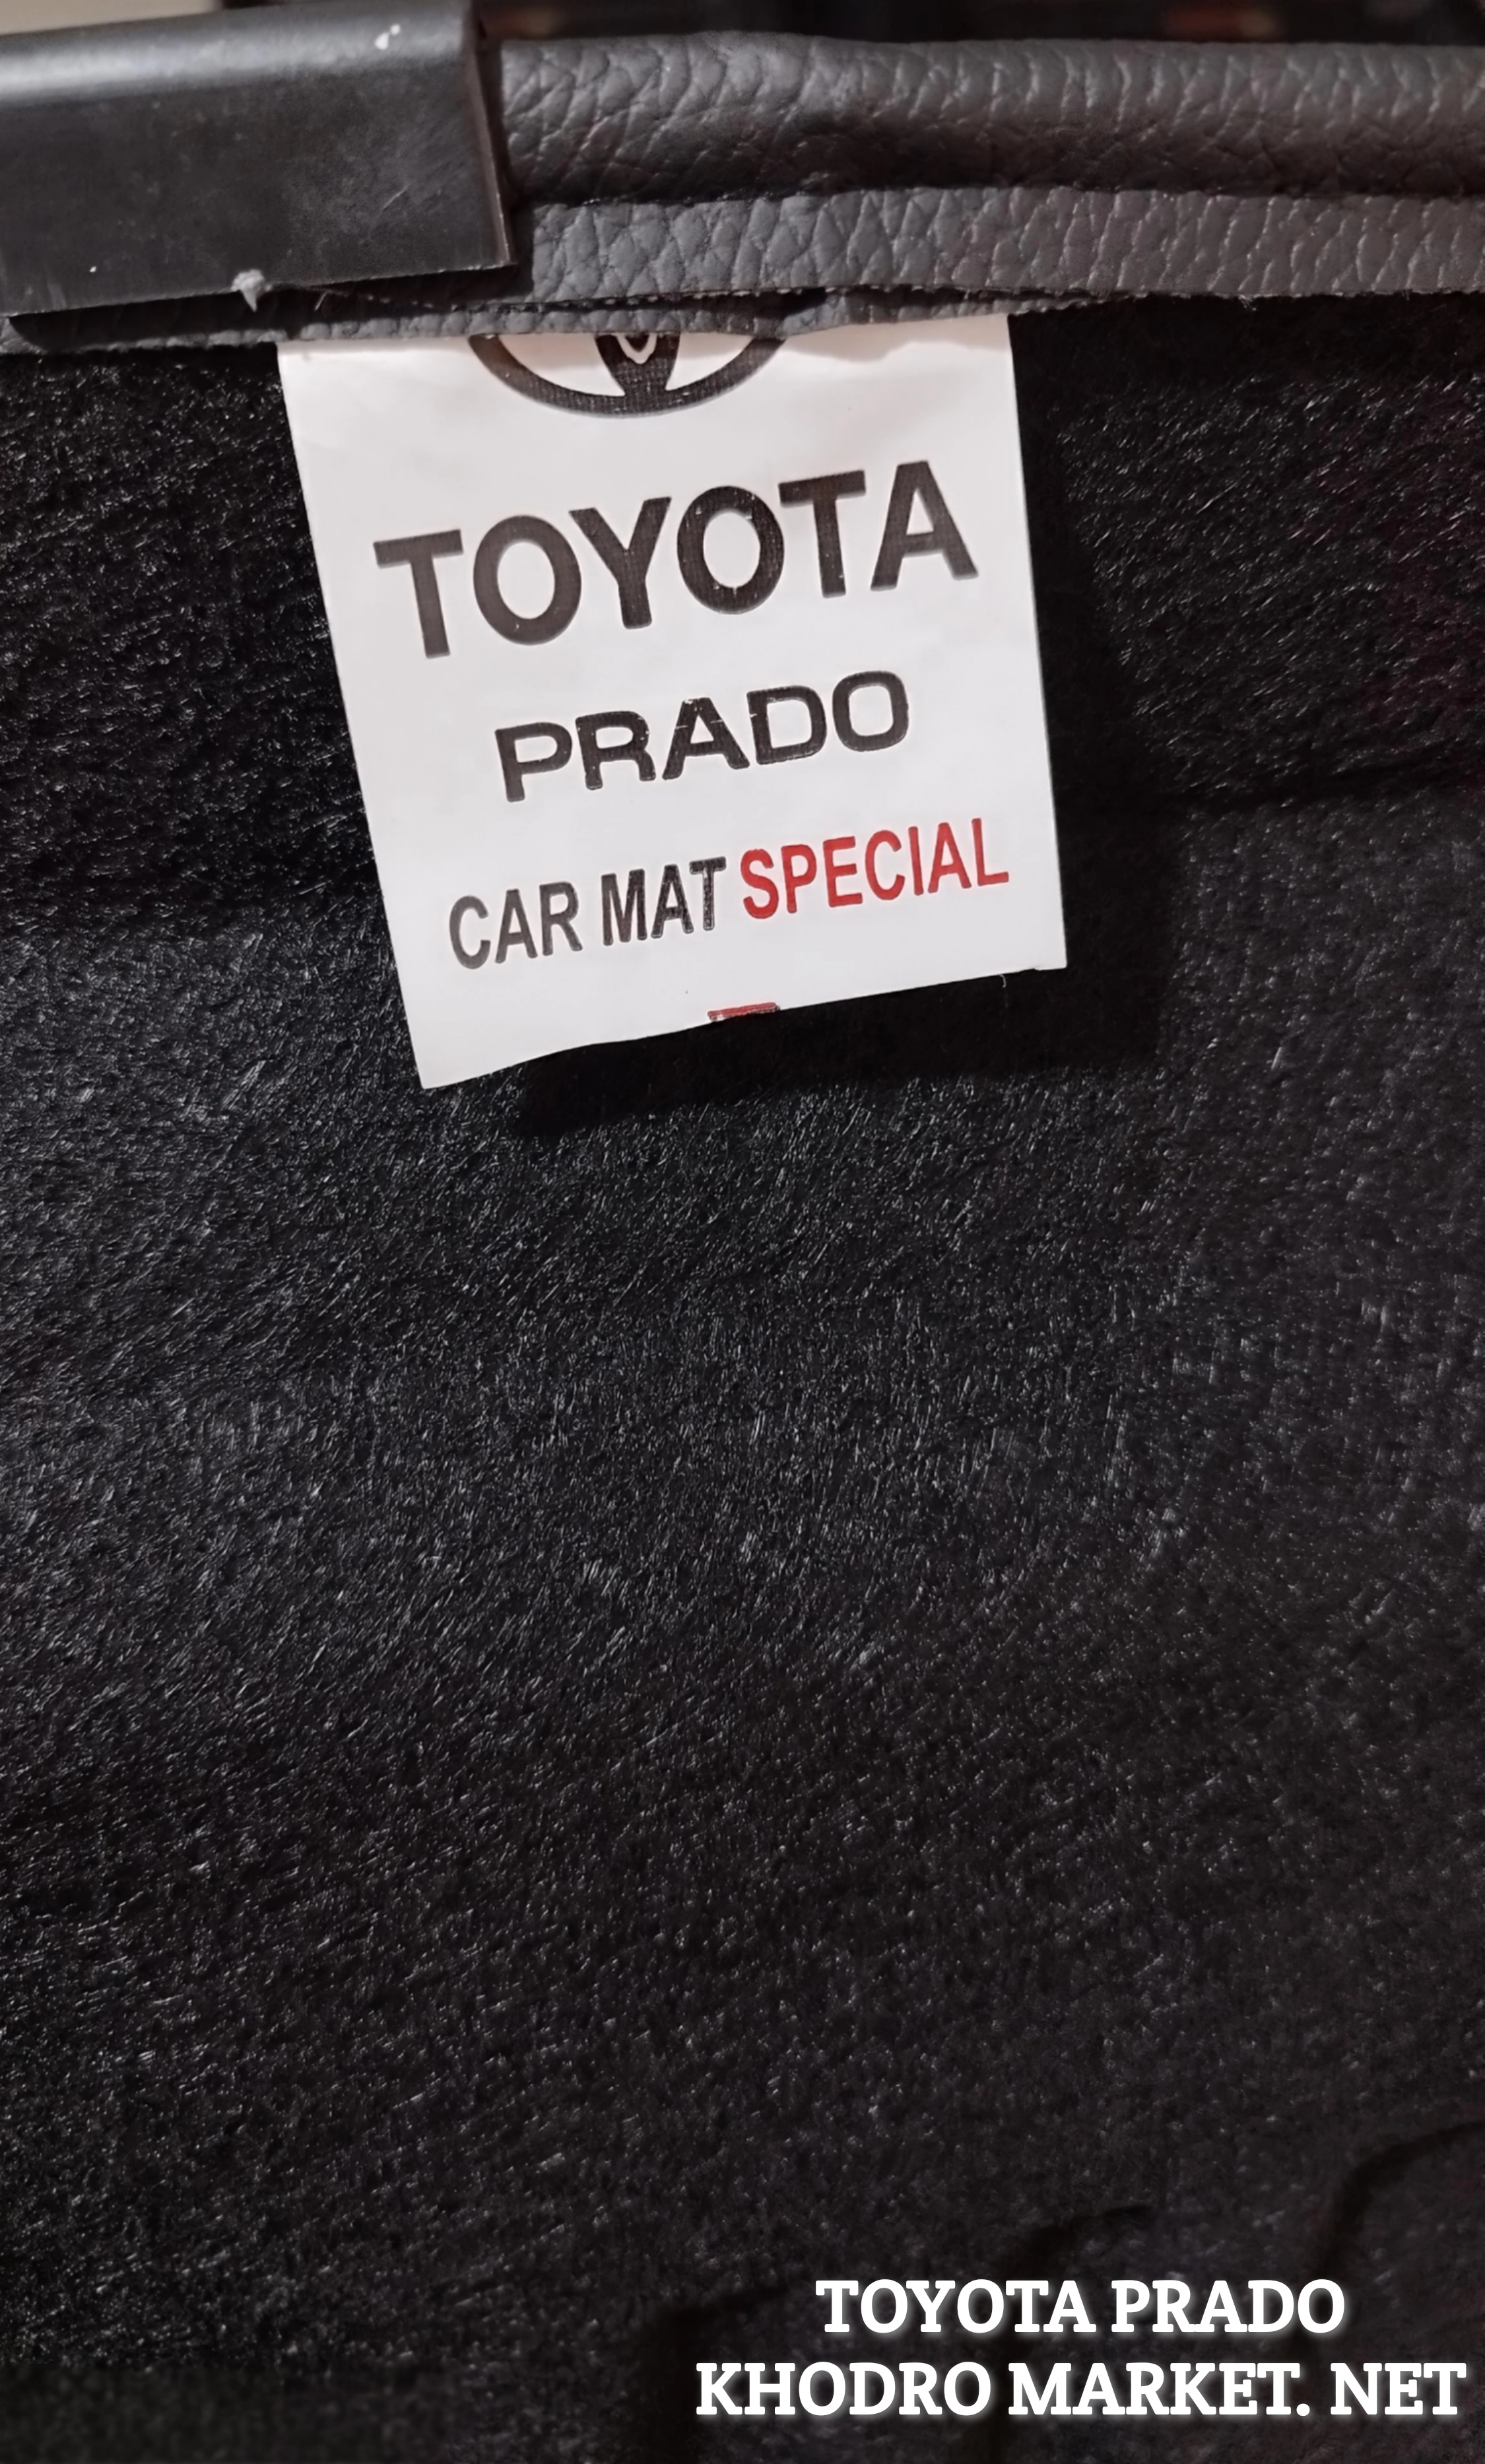 TOYOTA
PRADO
CAR MAT SPECIAL
TOYOTA PRADO
KHODRO MARKET. NET